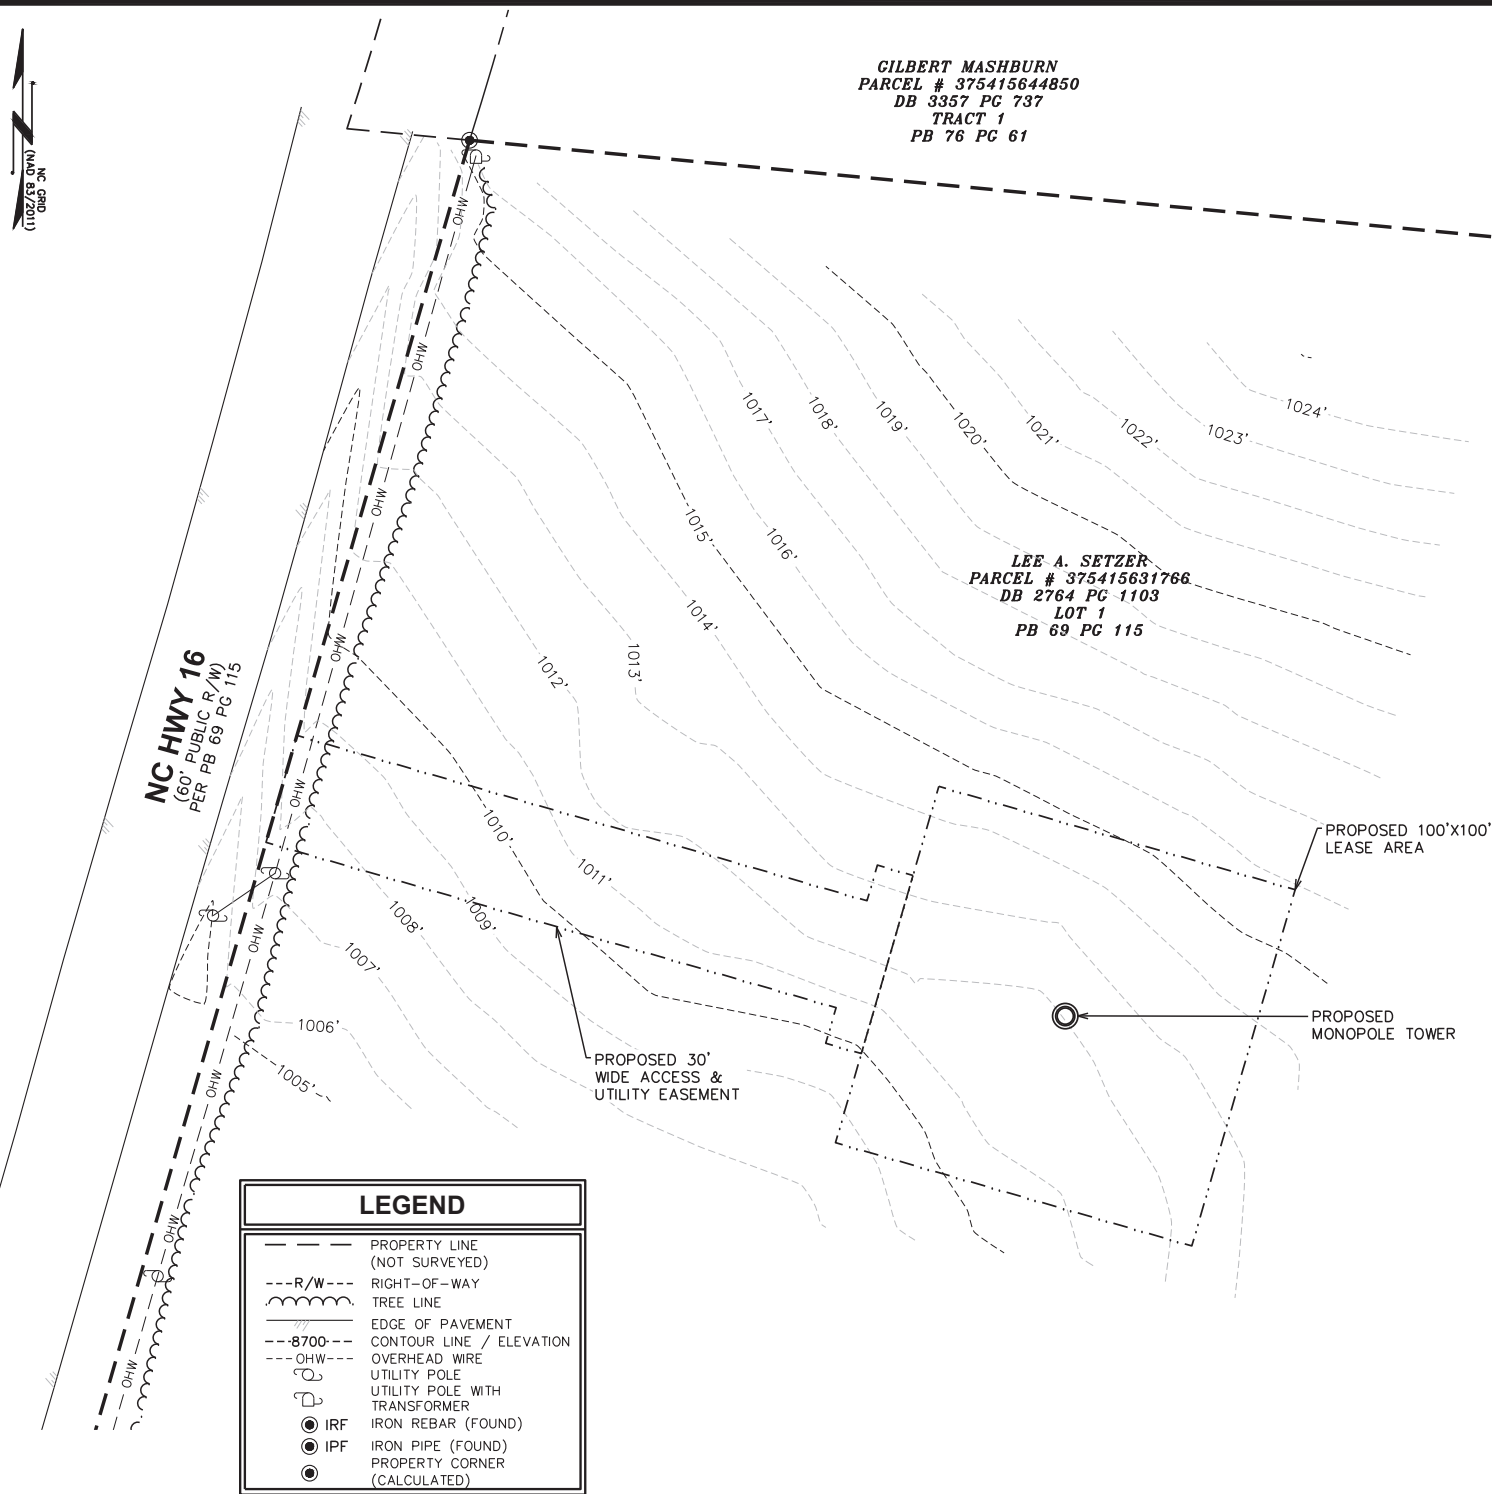 NC GRID
(NAD 83/2011)
GILBERT MASHBURN
PARCEL # 375415644850
DB 3357 PG 737
TRACT 1
PB 76 PG 61
OHW
OHW
OHW
OHW
OHW
OHW
OHW
OHW
OHW
1017'
1018'
1019'
1020'
1021'
1022'
1023'
1024'
1015'
1016'
1014'
1013'
1012'
1010'
1011'
1009'
1008'
1007'
1006'
1005'
LEE A. SETZER
PARCEL # 375415631766
DB 2764 PG 1103
LOT 1
PB 69 PG 115
NC HWY 16
(60' PUBLIC R/W)
PER PB 69 PG 115
PROPOSED 100'X100'
LEASE AREA
PROPOSED
MONOPOLE TOWER
PROPOSED 30'
WIDE ACCESS &
UTILITY EASEMENT
LEGEND
PROPERTY LINE
(NOT SURVEYED)
R/W RIGHT-OF-WAY
TREE LINE
EDGE OF PAVEMENT
8700 CONTOUR LINE / ELEVATION
OHW OVERHEAD WIRE
UTILITY POLE
UTILITY POLE WITH
TRANSFORMER
IRF IRON REBAR (FOUND)
IPF IRON PIPE (FOUND)
PROPERTY CORNER
(CALCULATED)